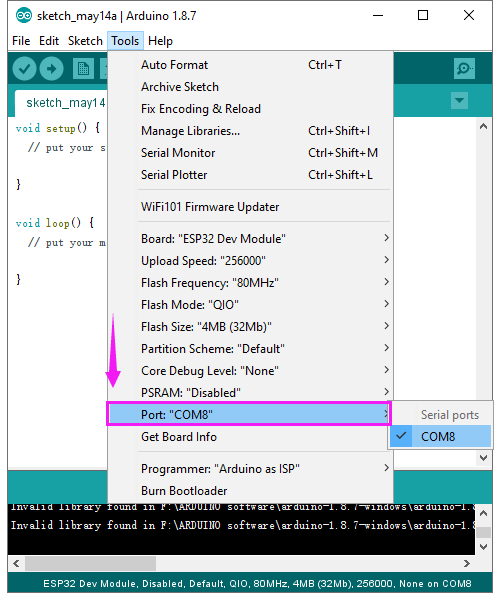 sketch_may14a | Arduino 1.8.7
File Edit Sketch Tools Help
sketch_may14
void setup() {
// put your s
}
void loop() {
// put your m
}
Auto Format Ctrl+T
Archive Sketch
Fix Encoding & Reload
Manage Libraries... Ctrl+Shift+I
Serial Monitor Ctrl+Shift+M
Serial Plotter Ctrl+Shift+L
WiFi101 Firmware Updater
Board: "ESP32 Dev Module"
Upload Speed: "256000"
Flash Frequency: "80MHz"
Flash Mode: "QIO"
Flash Size: "4MB (32Mb)"
Partition Scheme: "Default"
Core Debug Level: "None"
PSRAM: "Disabled"
Port: "COM8"
Serial ports
COM8
Get Board Info
Programmer: "Arduino as ISP"
Burn Bootloader
Invalid library found in F:\ARDUINO software\arduino-1.8.7-windows\arduino-1.8
Invalid library found in F:\ARDUINO software\arduino-1.8.7-windows\arduino-1.8
ESP32 Dev Module, Disabled, Default, QIO, 80MHz, 4MB (32Mb), 256000, None on COM8